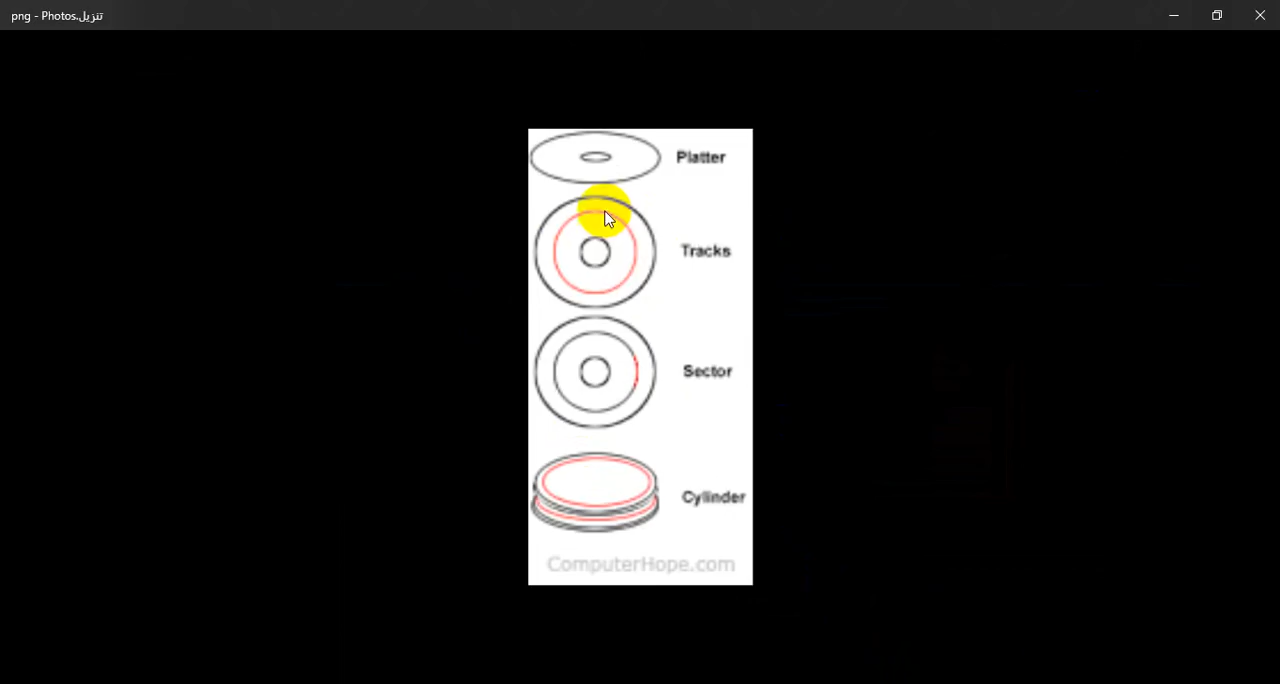 تنزيل.png - Photos
Platter
Tracks
Sector
Cylinder
ComputerHope.com